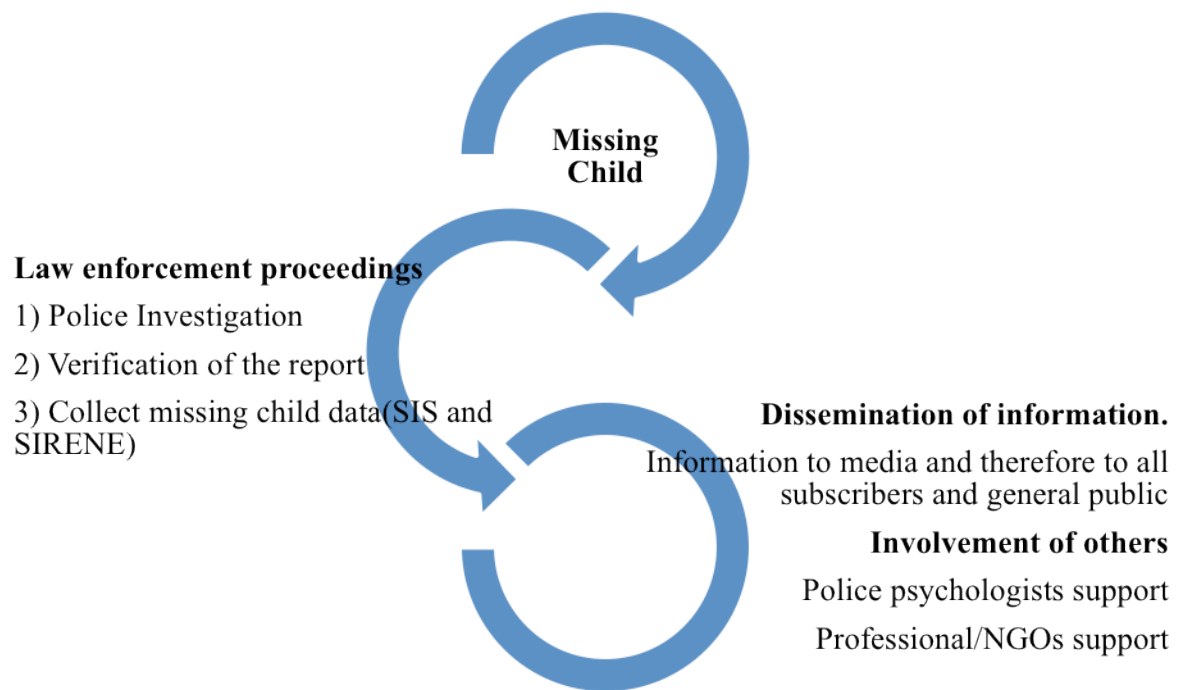 Missing
Child
Law enforcement proceedings
1) Police Investigation
2) Verification of the report
3) Collect missing child data(SIS and
SIRENE)
Dissemination of information.
Information to media and therefore to all
subscribers and general public
Involvement of others
Police psychologists support
Professional/NGOs support